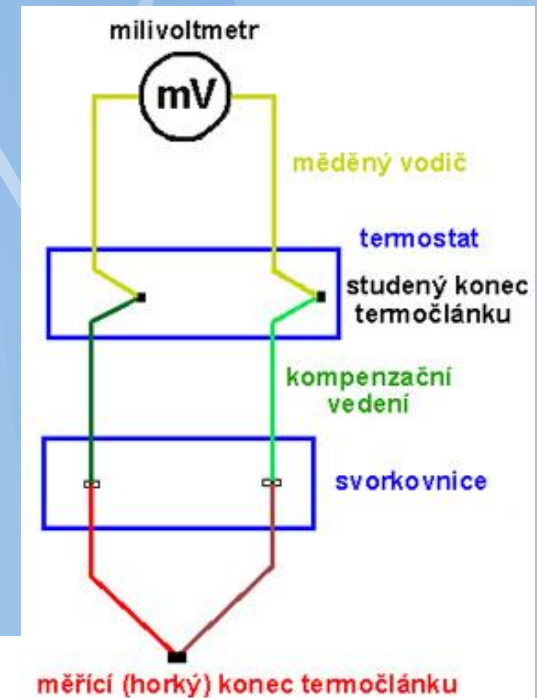 milivoltmetr
mV
měděný vodič
termostat
studený konec
termočlánku
kompenzační
vedení
svorkovnice
měřící (horký) konec termočlánku